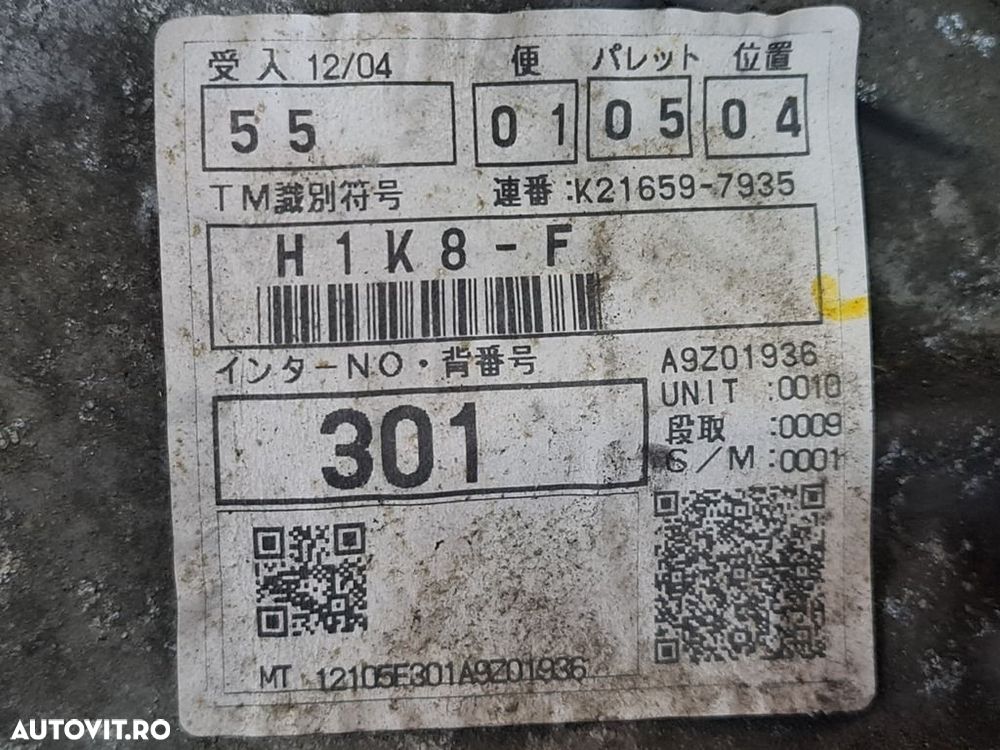 受入 12/04 便 パレット 位置
55 01 05 04
TM識別符号 連番:K21659-7935
H1K8-F
インターNO・背番号 A9Z01936
301 UNIT :0010
段取 :0009
S/M :0001
MT 12105E301A9Z01936
AUTOVIT.RO